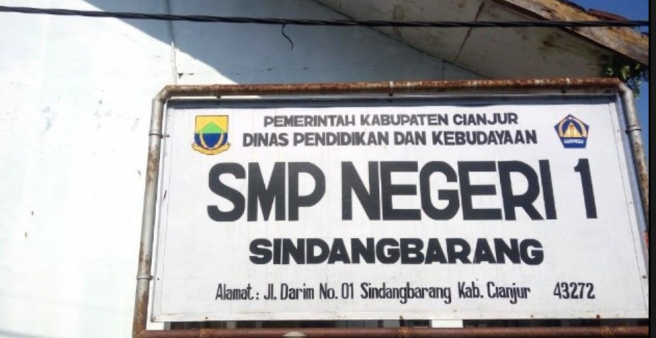 PEMERINTAH KABUPATEN CIANJUR
DINAS PENDIDIKAN DAN KEBUDAYAAN
SMP NEGERI 1
SINDANGBARANG
Alamat : Jl. Darim No. 01 Sindangbarang Kab. Cianjur 43272